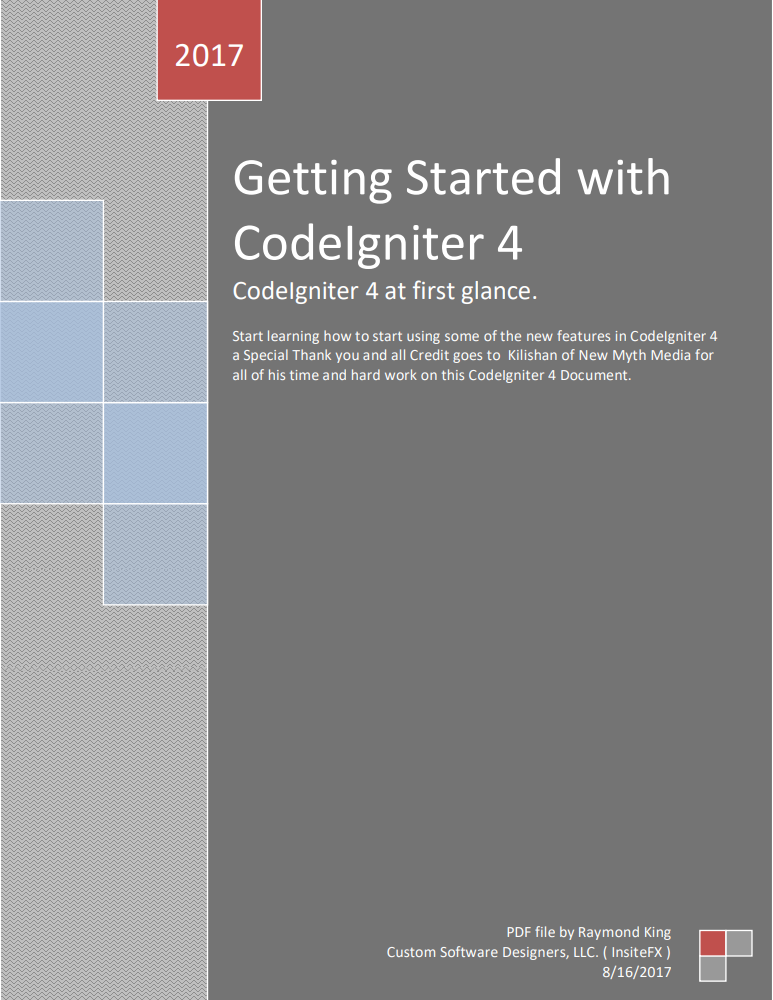 2017
Getting Started with
CodeIgniter 4
CodeIgniter 4 at first glance.
Start learning how to start using some of the new features in CodeIgniter 4
a Special Thank you and all Credit goes to  Kilishan of New Myth Media for
all of his time and hard work on this CodeIgniter 4 Document.
PDF file by Raymond King
Custom Software Designers, LLC. ( InsiteFX )
8/16/2017